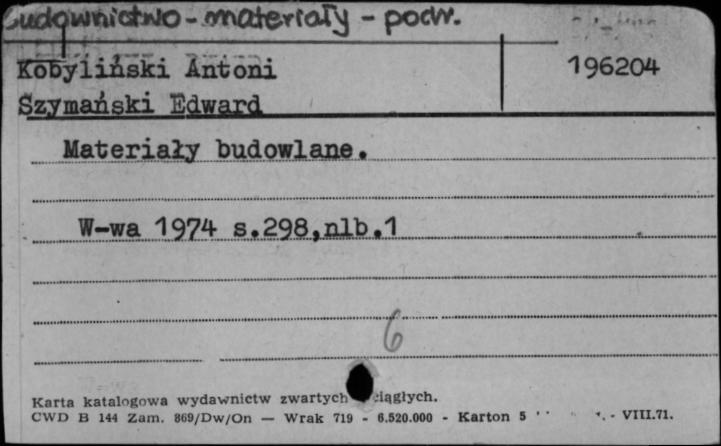 Budownictwo - materiały - podr.
Kobyliński Antoni 196204
Szymański Edward
Materiały budowlane.
W-wa 1974 s.298,nlb.1
6
Karta katalogowa wydawnictw zwartych ciągłych.
CWD B 144 Zam. 869/Dw/On — Wrak 719 - 6.520.000 - Karton 5 - VIII.71.